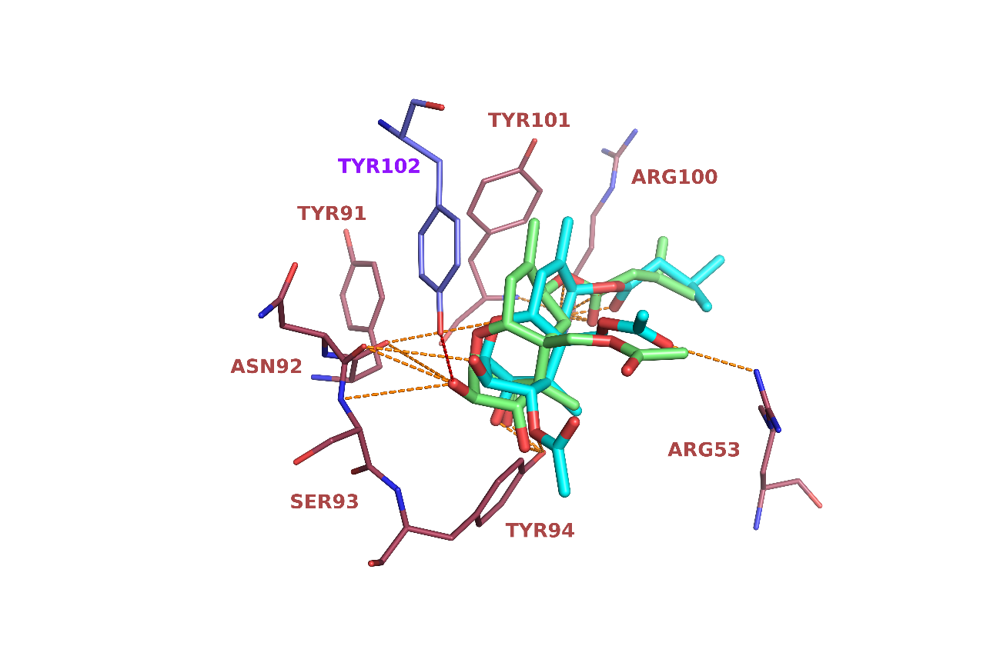 TYR101
TYR102
ARG100
TYR91
ASN92
ARG53
SER93
TYR94